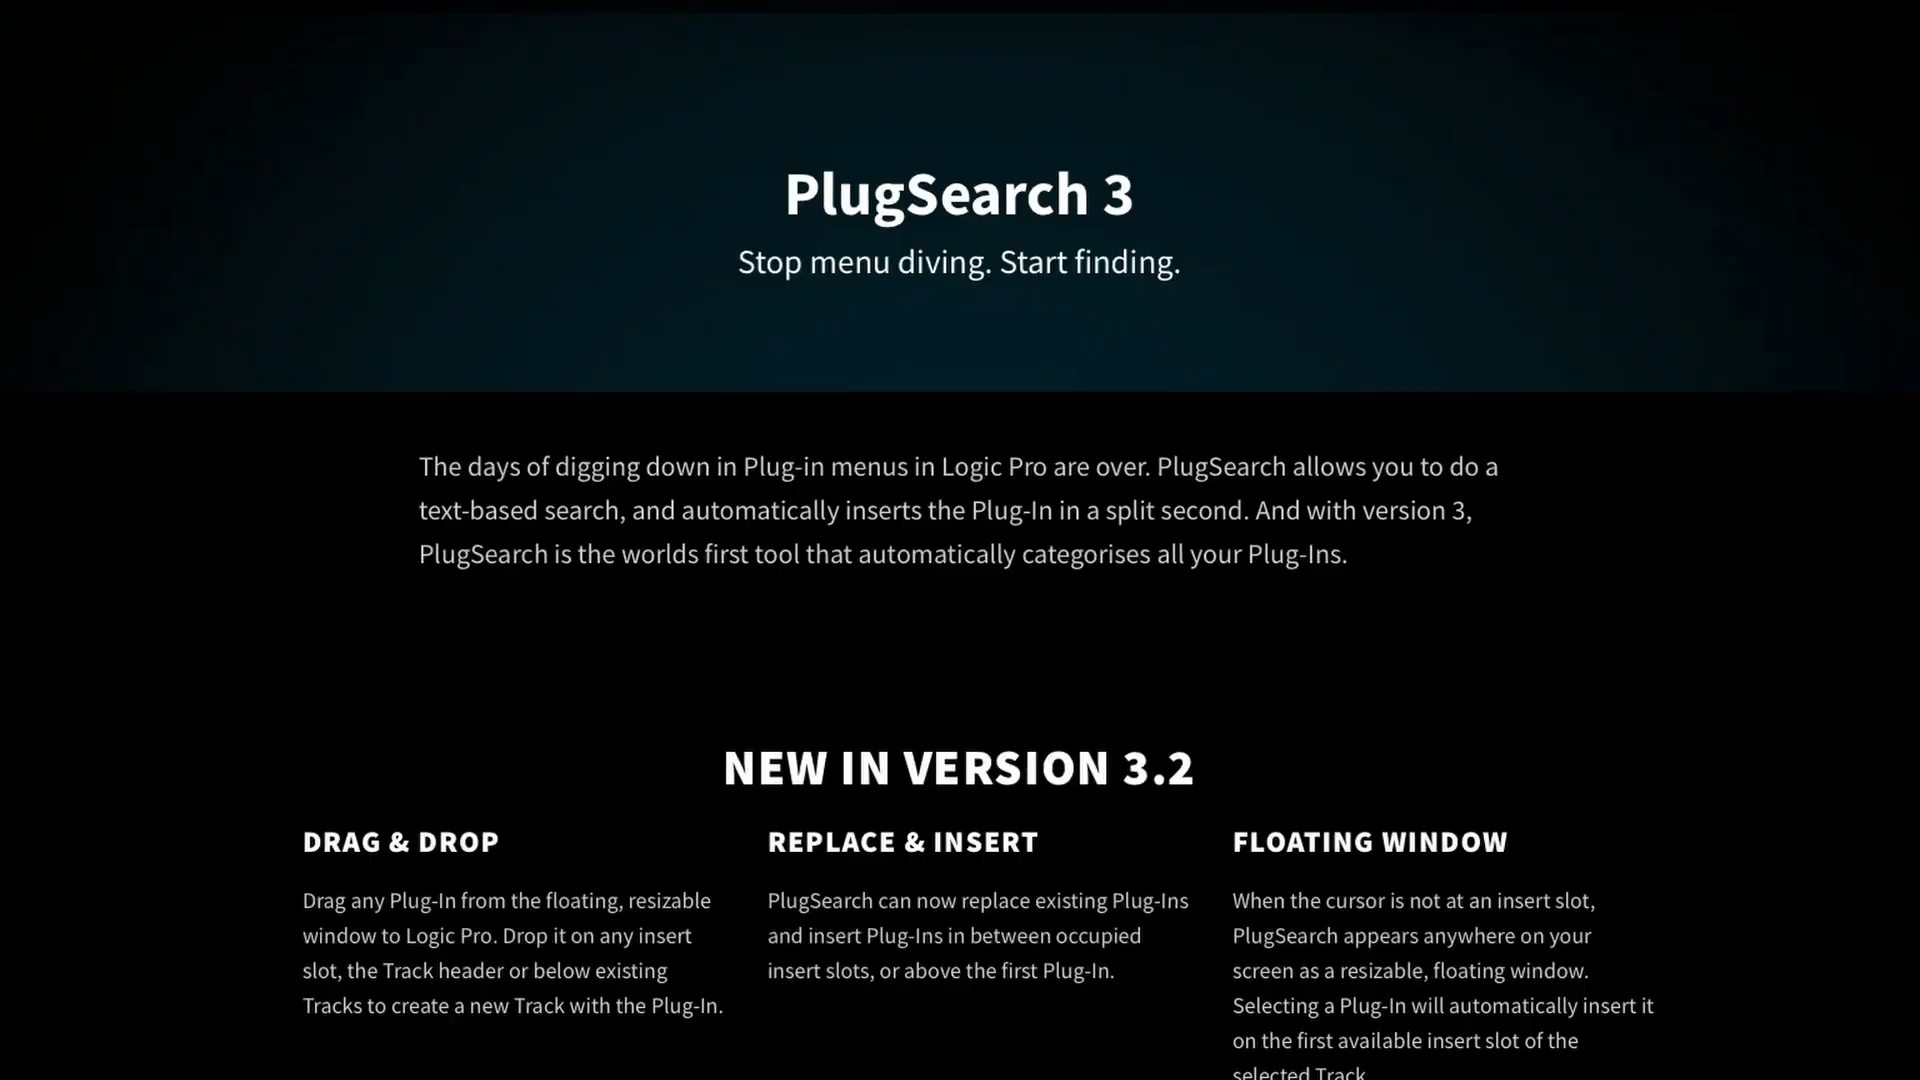 PlugSearch 3
Stop menu diving. Start finding.
The days of digging down in Plug-in menus in Logic Pro are over. PlugSearch allows you to do a
text-based search, and automatically inserts the Plug-In in a split second. And with version 3,
PlugSearch is the worlds first tool that automatically categorises all your Plug-Ins.
NEW IN VERSION 3.2
DRAG & DROP
Drag any Plug-In from the floating, resizable
window to Logic Pro. Drop it on any insert
slot, the Track header or below existing
Tracks to create a new Track with the Plug-In.
REPLACE & INSERT
PlugSearch can now replace existing Plug-Ins
and insert Plug-Ins in between occupied
insert slots, or above the first Plug-In.
FLOATING WINDOW
When the cursor is not at an insert slot,
PlugSearch appears anywhere on your
screen as a resizable, floating window.
Selecting a Plug-In will automatically insert it
on the first available insert slot of the
selected Track